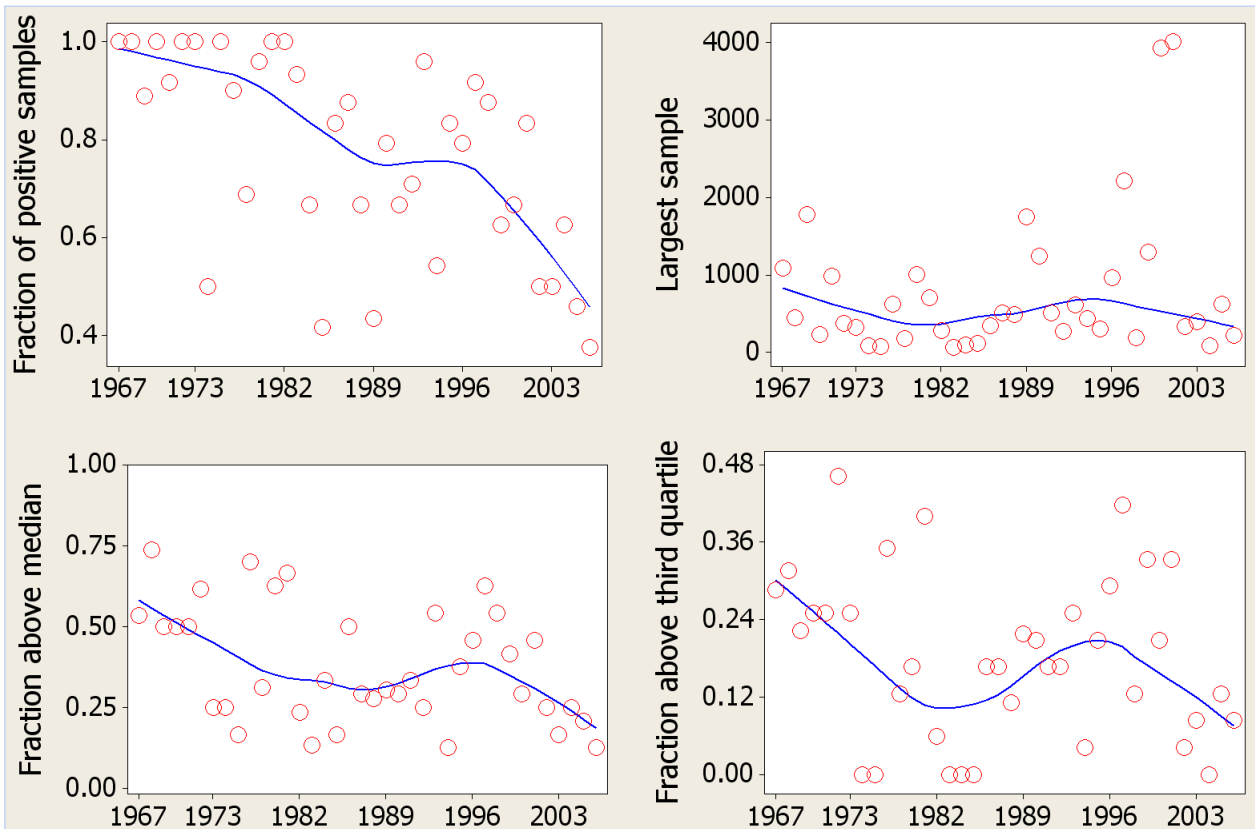 Fraction of positive samples
1.0
0.8
0.6
0.4
1967 1973 1982 1989 1996 2003
Largest sample
4000
3000
2000
1000
0
1967 1973 1982 1989 1996 2003
Fraction above median
1.00
0.75
0.50
0.25
0.00
1967 1973 1982 1989 1996 2003
Fraction above third quartile
0.48
0.36
0.24
0.12
0.00
1967 1973 1982 1989 1996 2003